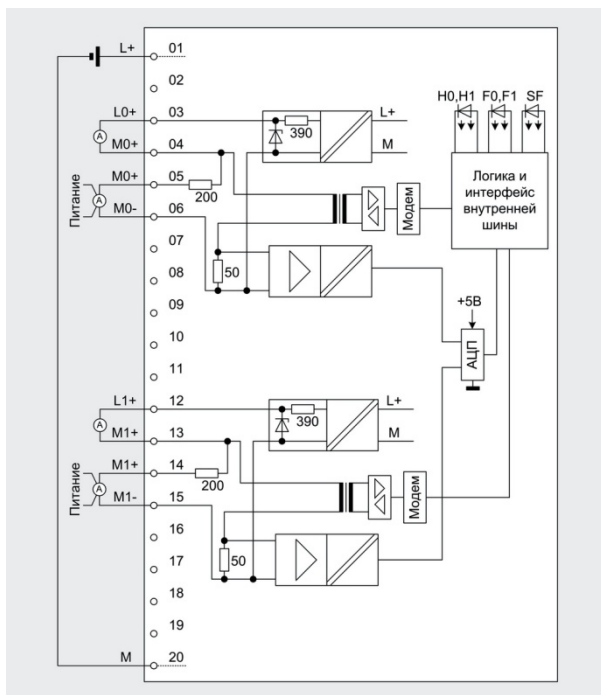 L+ 01
02
H0,H1 F0,F1 SF
L0+ 03
L+
390
M0+ 04
M
M0+ 05
200
Питание
M0- 06
Модем
Логика и
интерфейс
внутренней
шины
07
08
50
09
+5В
10
АЦП
11
L1+ 12
L+
390
M1+ 13
M
M1+ 14
200
Питание
M1- 15
Модем
16
17
50
18
19
M 20
A
A
A
A